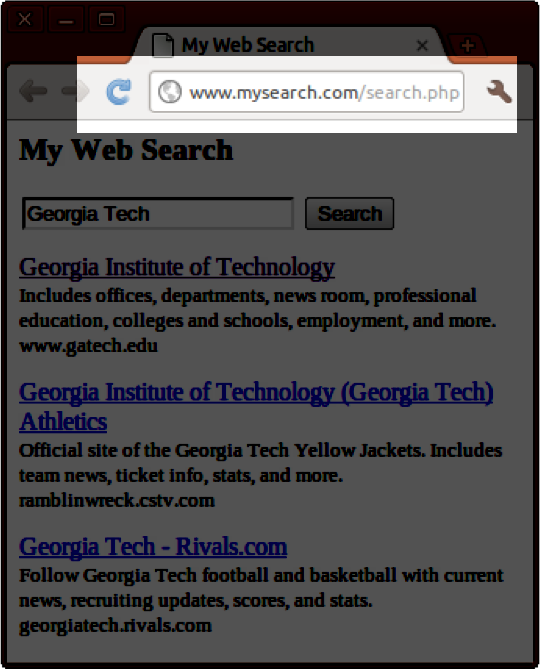 My Web Search
www.mysearch.com/search.php
My Web Search
Georgia Tech
Search
Georgia Institute of Technology
Includes offices, departments, news room, professional
education, colleges and schools, employment, and more.
www.gatech.edu
Georgia Institute of Technology (Georgia Tech)
Athletics
Official site of the Georgia Tech Yellow Jackets. Includes
team news, ticket info, stats, and more.
ramblinwreck.cstv.com
Georgia Tech - Rivals.com
Follow Georgia Tech football and basketball with current
news, recruiting updates, scores, and stats.
georgiatech.rivals.com